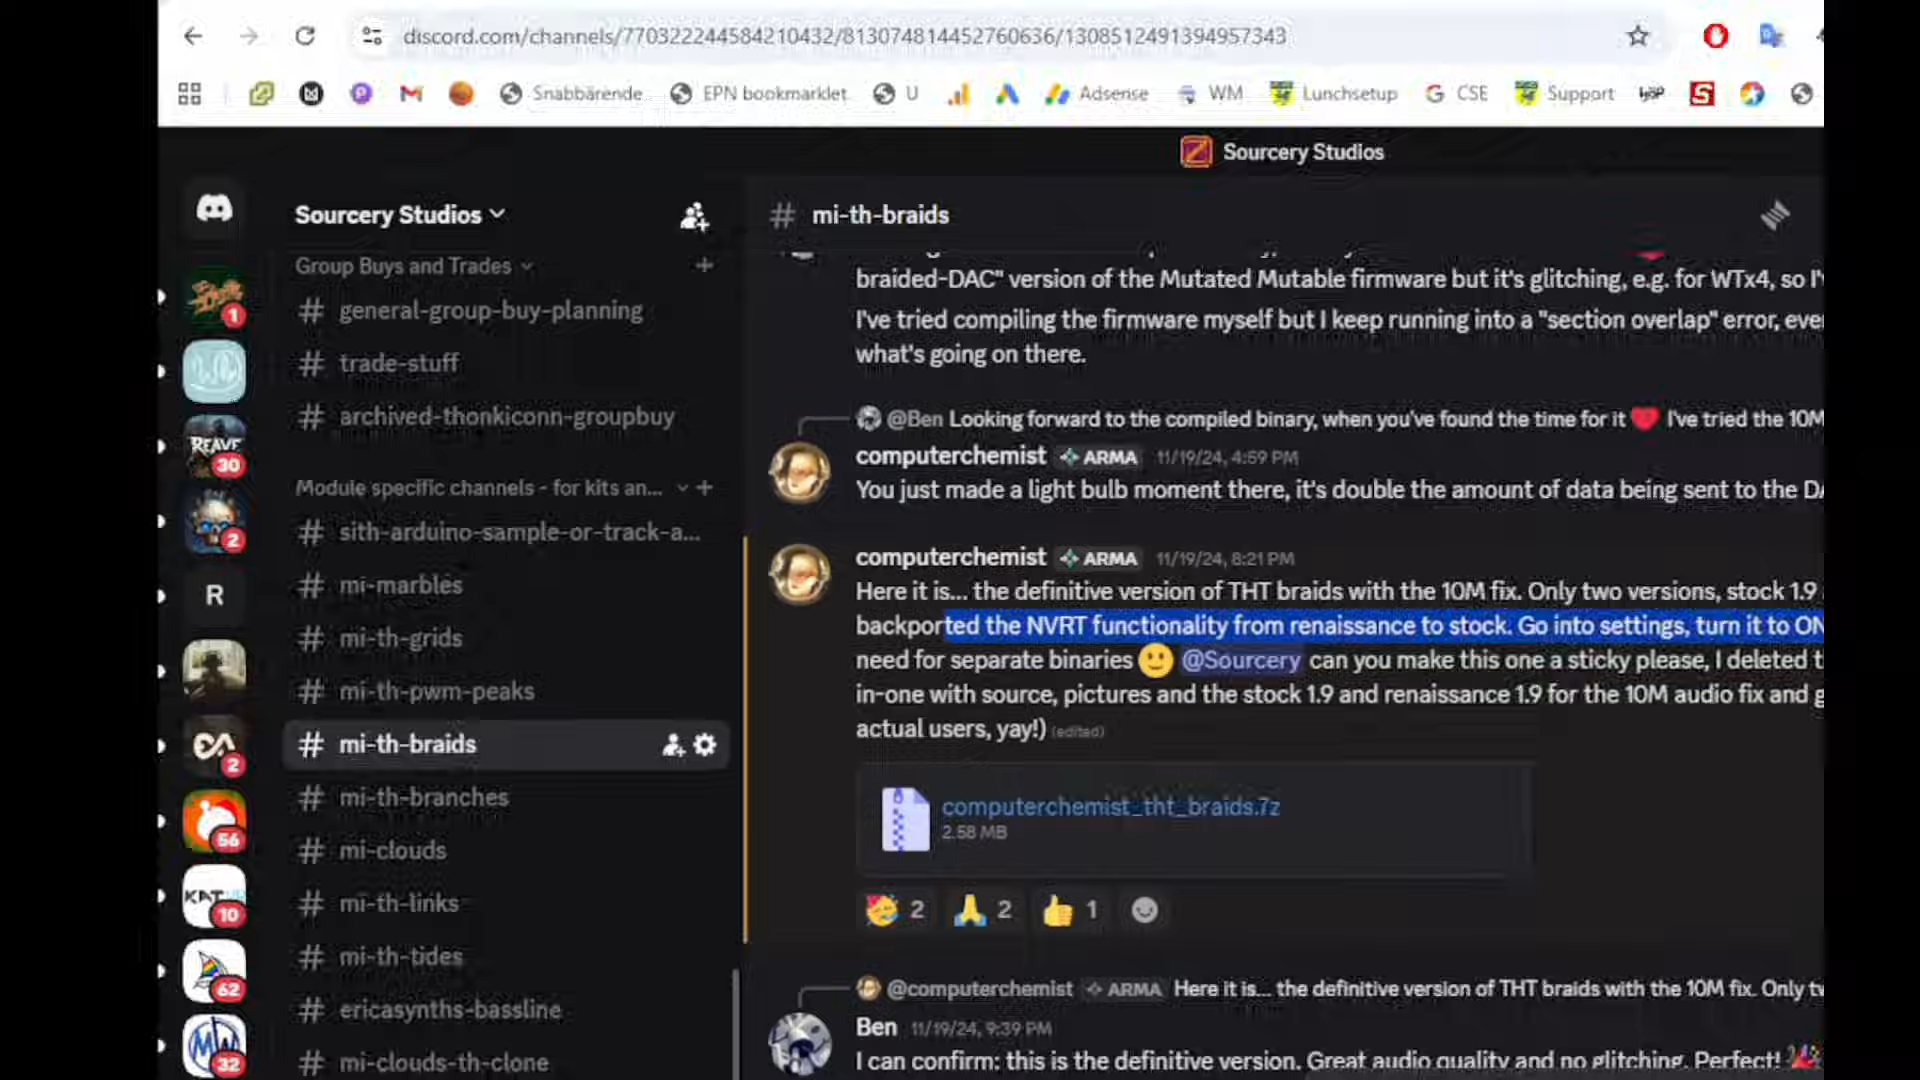 discord.com/channels/770322244584210432/813074814452760636/1308512491394957343
Snabbärende
EPN bookmarklet
U
Adsense
WM
Lunchsetup
CSE
Support
Sourcery Studios
Sourcery Studios
Group Buys and Trades
# general-group-buy-planning
# trade-stuff
# archived-thonkiconn-groupbuy
Module specific channels - for kits an...
# sith-arduino-sample-or-track-a...
# mi-marbles
# mi-th-grids
# mi-th-pwm-peaks
# mi-th-braids
# mi-th-branches
# mi-clouds
# mi-th-links
# mi-th-tides
# ericasynths-bassline
# mi-clouds-th-clone
1
REAVE
30
2
R
2
56
KAT
10
62
MW
32
# mi-th-braids
braided-DAC" version of the Mutated Mutable firmware but it's glitching, e.g. for WTx4, so I'
I've tried compiling the firmware myself but I keep running into a "section overlap" error, eve
what's going on there.
@Ben Looking forward to the compiled binary, when you've found the time for it ❤️ I've tried the 10M
computerchemist ARMA 11/19/24, 4:59 PM
You just made a light bulb moment there, it's double the amount of data being sent to the DA
computerchemist ARMA 11/19/24, 8:21 PM
Here it is... the definitive version of THT braids with the 10M fix. Only two versions, stock 1.9
backported the NVRT functionality from renaissance to stock. Go into settings, turn it to ON
need for separate binaries 🙂 @Sourcery can you make this one a sticky please, I deleted t
in-one with source, pictures and the stock 1.9 and renaissance 1.9 for the 10M audio fix and g
actual users, yay!) (edited)
computerchemist_tht_braids.7z
2.58 MB
2 2 1
@computerchemist ARMA Here it is... the definitive version of THT braids with the 10M fix. Only tw
Ben 11/19/24, 9:39 PM
I can confirm: this is the definitive version. Great audio quality and no glitching. Perfect! 🎉